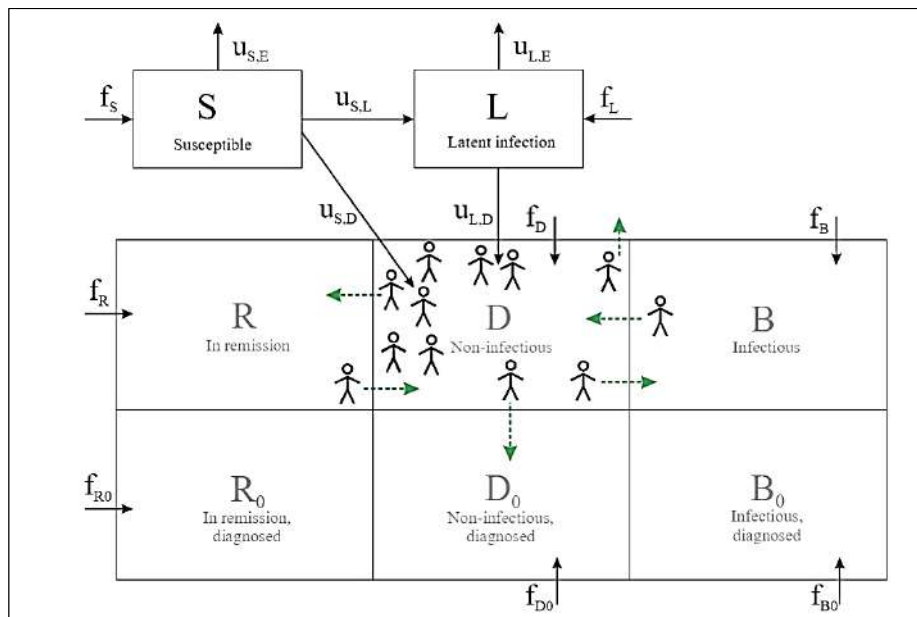 u_S,E
u_L,E
f_S
S
Susceptible
u_S,L
L
Latent infection
f_L
u_S,D
u_L,D
f_D
f_B
f_R
R
In remission
D
Non-infectious
B
Infectious
f_R0
R_0
In remission,
diagnosed
D_0
Non-infectious,
diagnosed
B_0
Infectious,
diagnosed
f_D0
f_B0